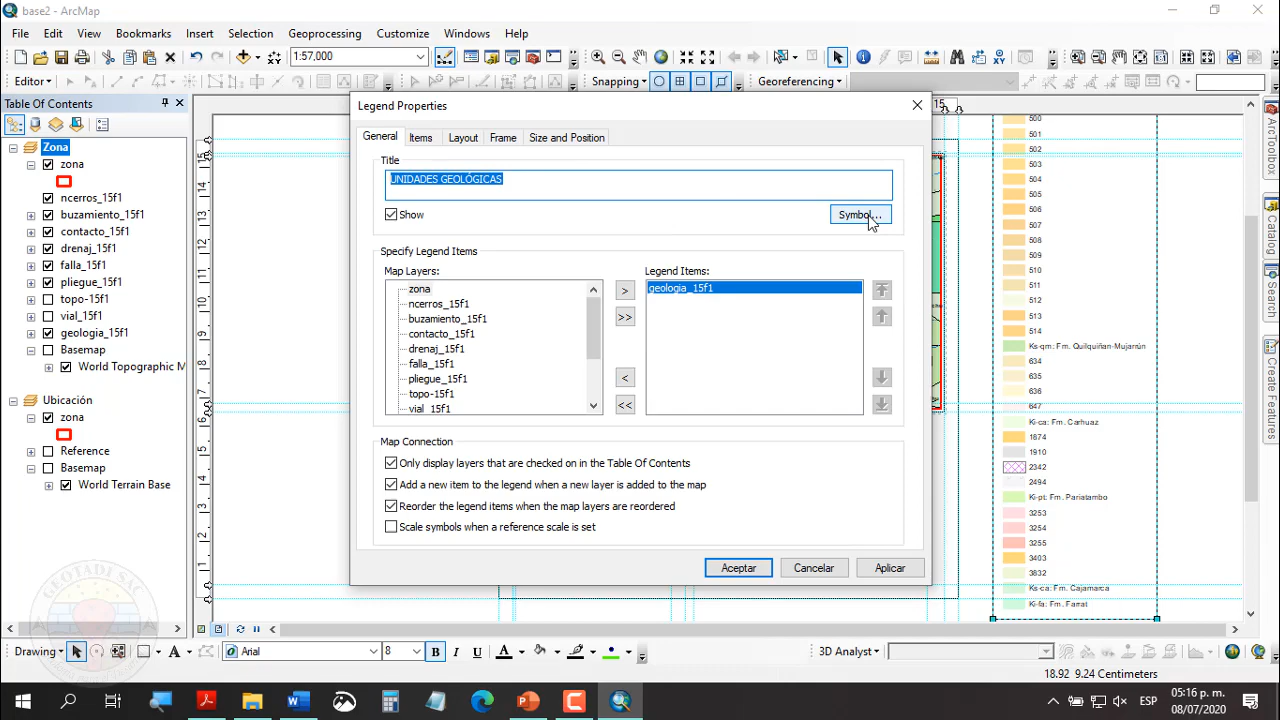 base2 - ArcMap
File Edit View Bookmarks Insert Selection Geoprocessing Customize Windows Help
1:57,000
Editor Snapping Georeferencing
Table Of Contents
Zona
zona
ncerros_15f1
buzamiento_15f1
contacto_15f1
drenaj_15f1
falla_15f1
pliegue_15f1
topo-15f1
vial_15f1
geologia_15f1
Basemap
World Topographic M
Ubicación
zona
Reference
Basemap
World Terrain Base
Legend Properties
General Items Layout Frame Size and Position
Title
UNIDADES GEOLÓGICAS
Show
Symbol...
Specify Legend Items
Map Layers:
zona
ncerros_15f1
buzamiento_15f1
contacto_15f1
drenaj_15f1
falla_15f1
pliegue_15f1
topo-15f1
vial_15f1
> >> < <<
Legend Items:
geologia_15f1
Map Connection
Only display layers that are checked on in the Table Of Contents
Add a new item to the legend when a new layer is added to the map
Reorder the legend items when the map layers are reordered
Scale symbols when a reference scale is set
Aceptar Cancelar Aplicar
15
500
501
502
503
504
505
506
507
508
509
510
511
512
513
514
Ks-qm: Fm. Quilquiñan-Mujarrún
634
635
636
647
Ki-ca: Fm. Carhuaz
1874
1910
2342
2494
Ki-pt: Fm. Pariatambo
3253
3254
3255
3403
3832
Ks-ca: Fm. Cajamarca
Ki-fa: Fm. Farrat
ArcToolbox
Catalog
Search
Create Features
GEOTADI SAC
Drawing Arial 8 B I U A 3D Analyst
18.92 9.24 Centimeters
ESP
05:16 p. m.
08/07/2020